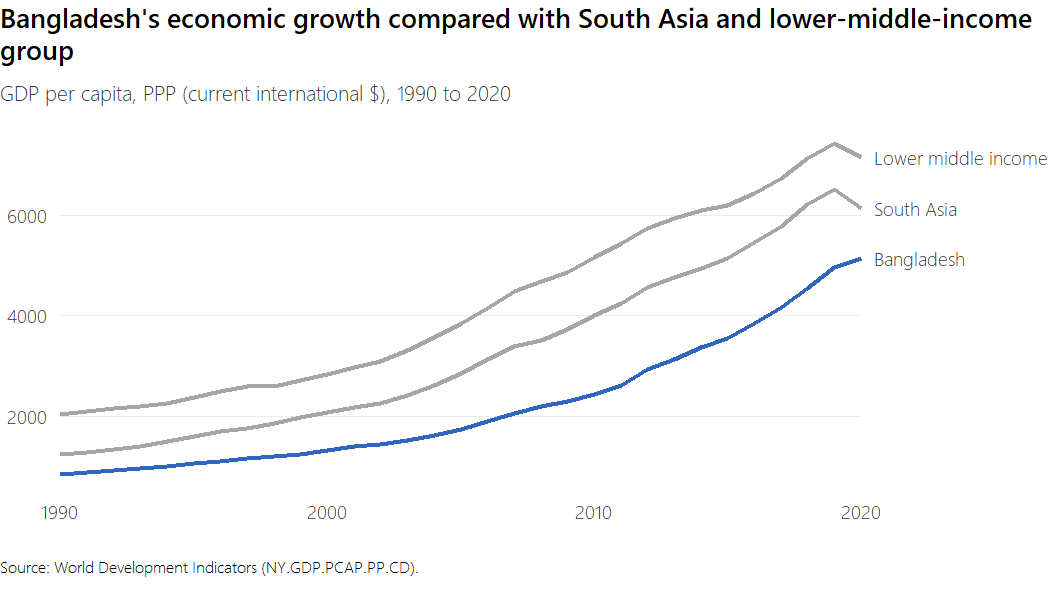 Bangladesh's economic growth compared with South Asia and lower-middle-income
group
GDP per capita, PPP (current international $), 1990 to 2020
Lower middle income
6000
South Asia
Bangladesh
4000
2000
1990
2000
2010
2020
Source: World Development Indicators (NY.GDP.PCAP.PP.CD).